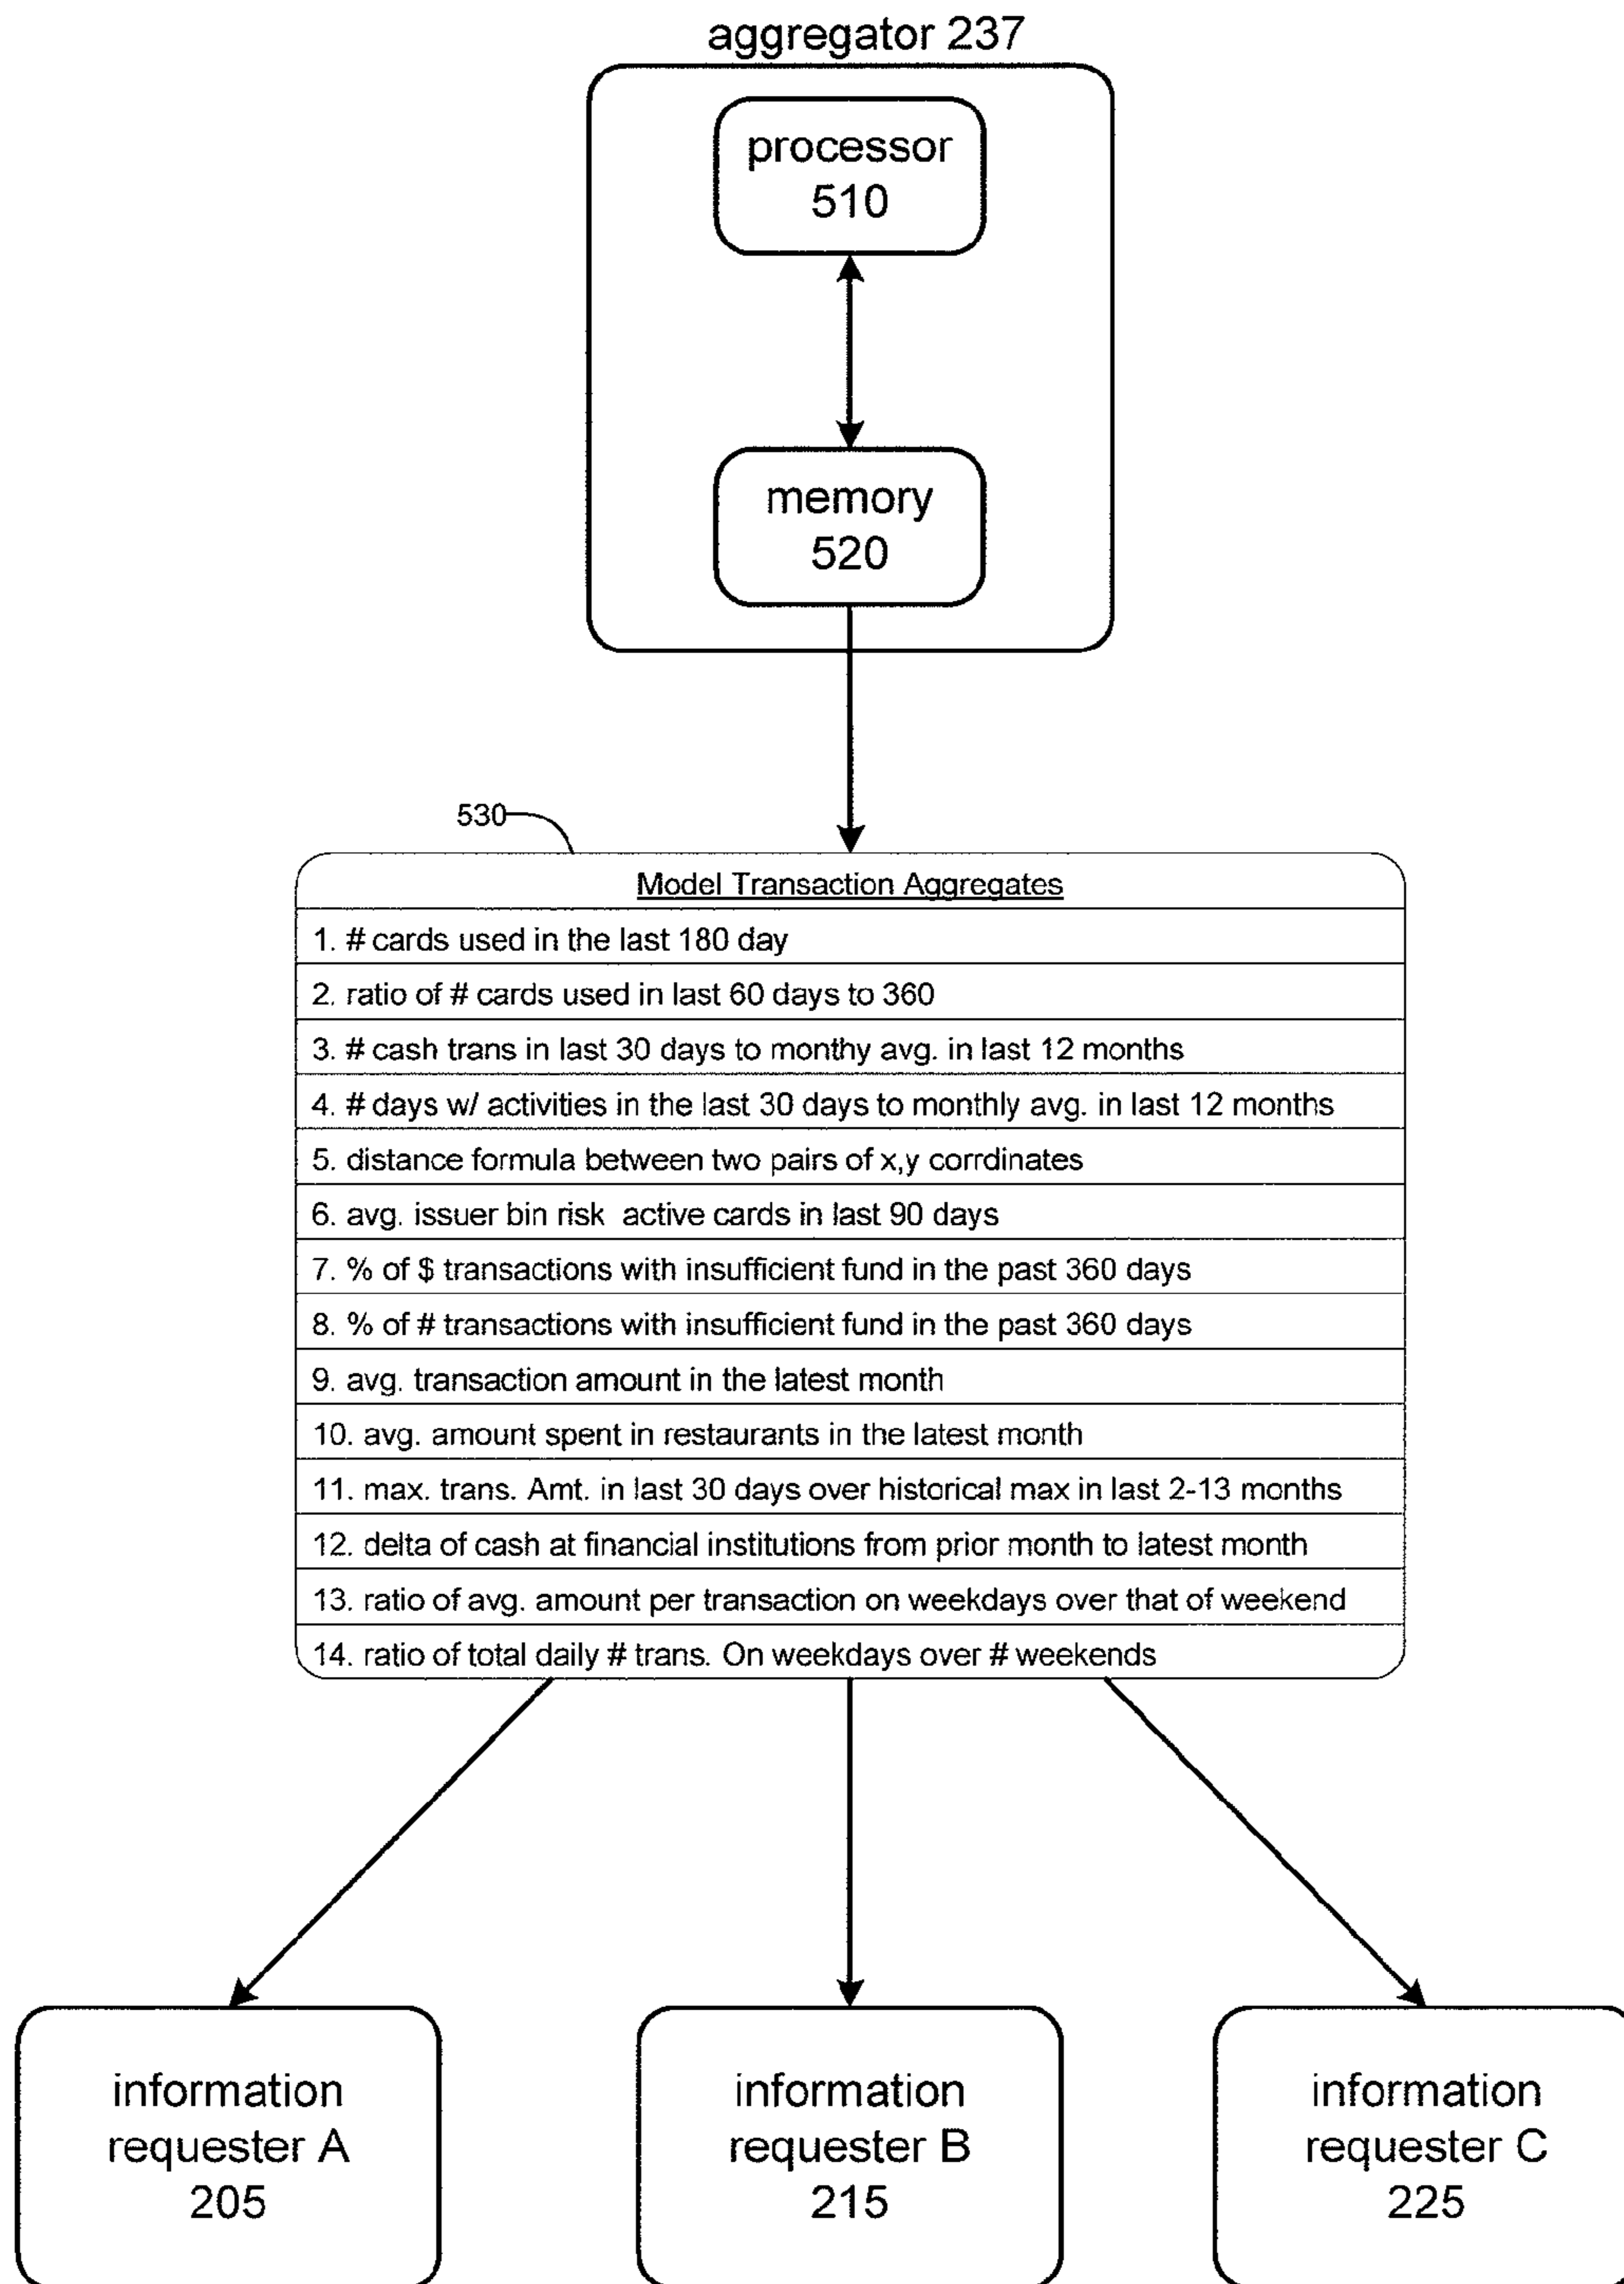 aggregator 237
processor
510
memory
520
530
Model Transaction Aggregates
1. # cards used in the last 180 day
2. ratio of # cards used in last 60 days to 360
3. # cash trans in last 30 days to monthy avg. in last 12 months
4. # days w/ activities in the last 30 days to monthly avg. in last 12 months
5. distance formula between two pairs of x,y corrdinates
6. avg. issuer bin risk active cards in last 90 days
7. % of $ transactions with insufficient fund in the past 360 days
8. % of # transactions with insufficient fund in the past 360 days
9. avg. transaction amount in the latest month
10. avg. amount spent in restaurants in the latest month
11. max. trans. Amt. in last 30 days over historical max in last 2-13 months
12. delta of cash at financial institutions from prior month to latest month
13. ratio of avg. amount per transaction on weekdays over that of weekend
14. ratio of total daily # trans. On weekdays over # weekends
information
requester A
205
information
requester B
215
information
requester C
225